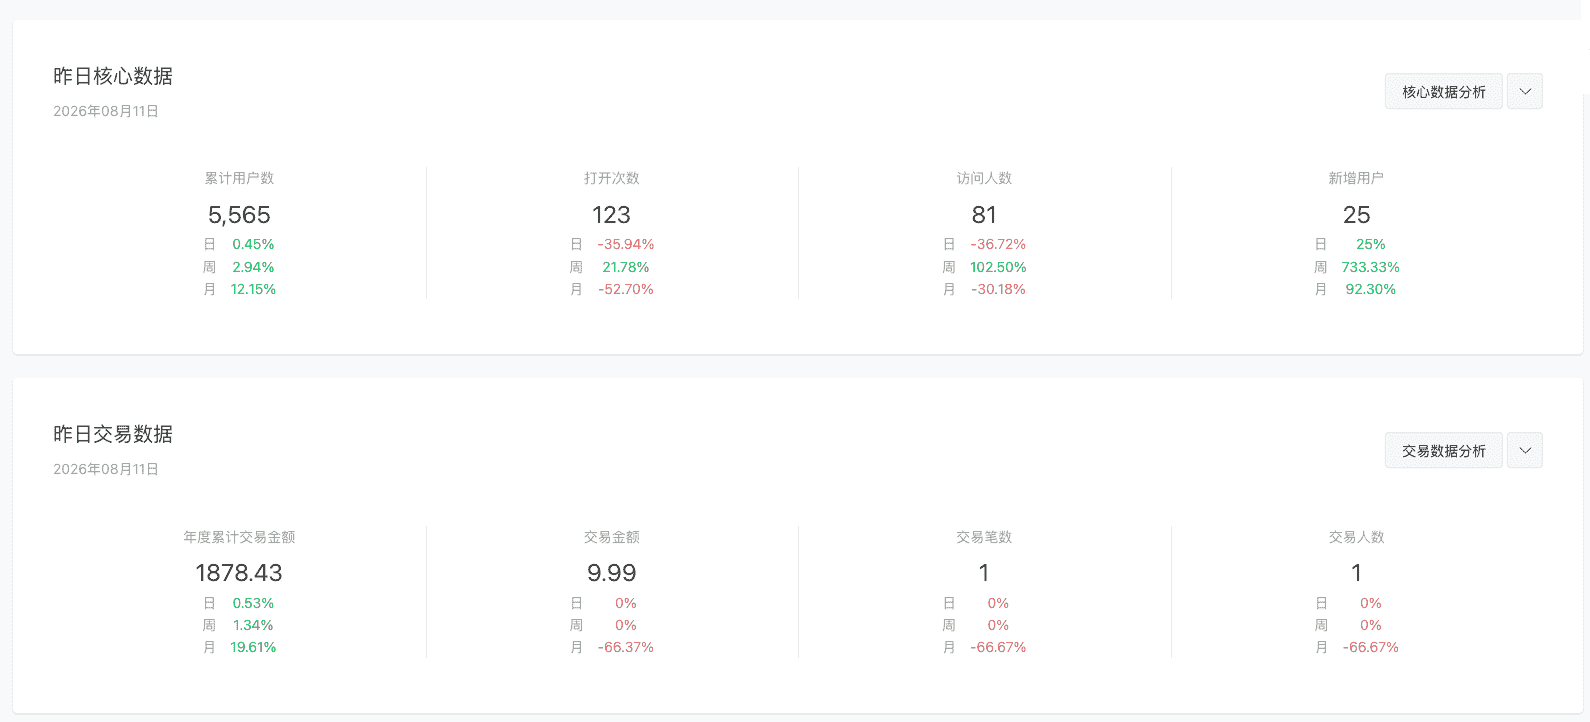 昨日核心数据
2026年08月11日
核心数据分析
累计用户数 打开次数 访问人数 新增用户
5,565 123 81 25
日 0.45% 日 -35.94% 日 -36.72% 日 25%
周 2.94% 周 21.78% 周 102.50% 周 733.33%
月 12.15% 月 -52.70% 月 -30.18% 月 92.30%
昨日交易数据
2026年08月11日
交易数据分析
年度累计交易金额 交易金额 交易笔数 交易人数
1878.43 9.99 1 1
日 0.53% 日 0% 日 0% 日 0%
周 1.34% 周 0% 周 0% 周 0%
月 19.61% 月 -66.37% 月 -66.67% 月 -66.67%